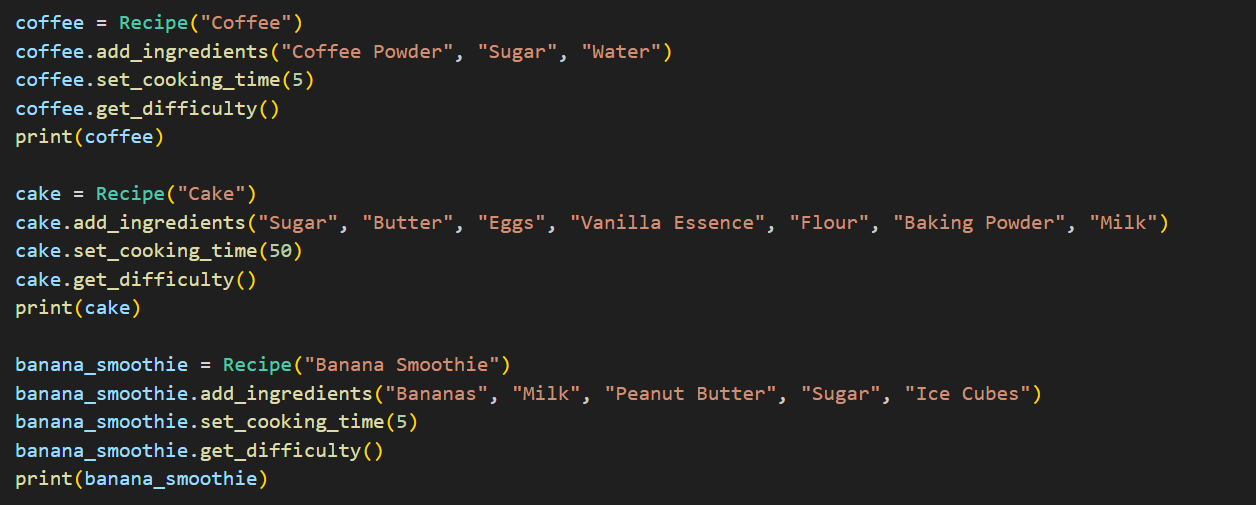 coffee = Recipe("Coffee")
coffee.add_ingredients("Coffee Powder", "Sugar", "Water")
coffee.set_cooking_time(5)
coffee.get_difficulty()
print(coffee)

cake = Recipe("Cake")
cake.add_ingredients("Sugar", "Butter", "Eggs", "Vanilla Essence", "Flour", "Baking Powder", "Milk")
cake.set_cooking_time(50)
cake.get_difficulty()
print(cake)

banana_smoothie = Recipe("Banana Smoothie")
banana_smoothie.add_ingredients("Bananas", "Milk", "Peanut Butter", "Sugar", "Ice Cubes")
banana_smoothie.set_cooking_time(5)
banana_smoothie.get_difficulty()
print(banana_smoothie)